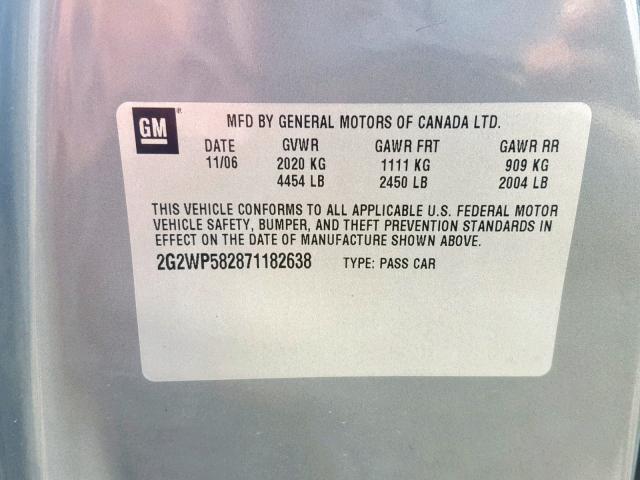 GM ®
MFD BY GENERAL MOTORS OF CANADA LTD.
DATE GVWR GAWR FRT GAWR RR
11/06 2020 KG 1111 KG 909 KG
4454 LB 2450 LB 2004 LB
THIS VEHICLE CONFORMS TO ALL APPLICABLE U.S. FEDERAL MOTOR
VEHICLE SAFETY, BUMPER, AND THEFT PREVENTION STANDARDS IN
EFFECT ON THE DATE OF MANUFACTURE SHOWN ABOVE.
2G2WP582871182638 TYPE: PASS CAR